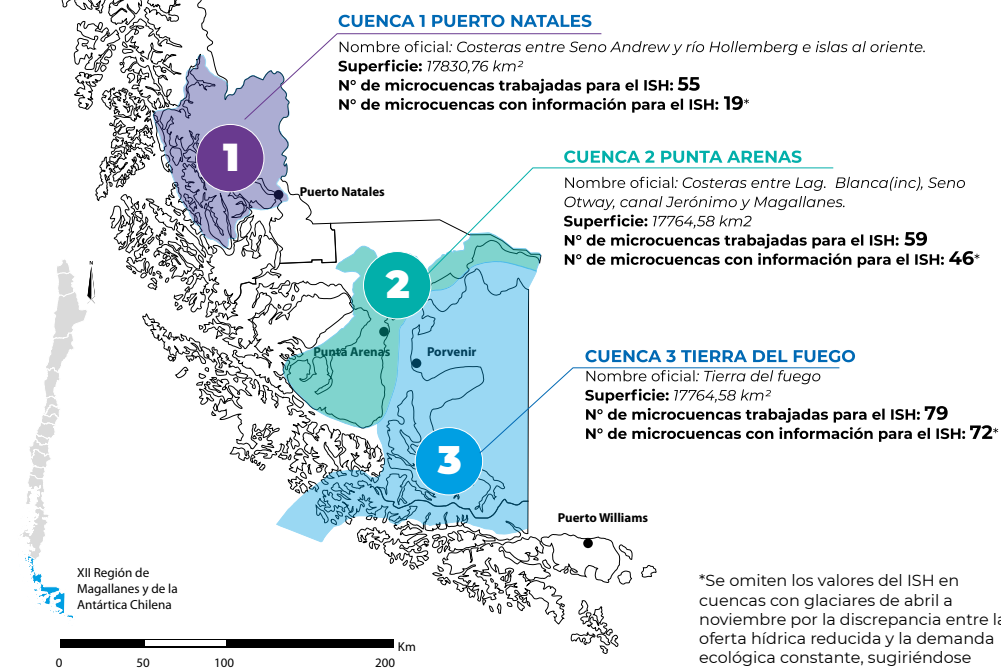 CUENCA 1 PUERTO NATALES
Nombre oficial: Costeras entre Seno Andrew y río Hollemberg e islas al oriente.
Superficie: 17830,76 km²
N° de microcuencas trabajadas para el ISH: 55
N° de microcuencas con información para el ISH: 19*
1
Puerto Natales
CUENCA 2 PUNTA ARENAS
Nombre oficial: Costeras entre Lag. Blanca(inc), Seno
Otway, canal Jerónimo y Magallanes.
Superficie: 17764,58 km2
N° de microcuencas trabajadas para el ISH: 59
N° de microcuencas con información para el ISH: 46*
N
2
Punta Arenas
Porvenir
CUENCA 3 TIERRA DEL FUEGO
Nombre oficial: Tierra del fuego
Superficie: 17764,58 km²
N° de microcuencas trabajadas para el ISH: 79
N° de microcuencas con información para el ISH: 72*
3
Puerto Williams
XII Región de
Magallanes y de la
Antártica Chilena
*Se omiten los valores del ISH en
cuencas con glaciares de abril a
noviembre por la discrepancia entre la
oferta hídrica reducida y la demanda
ecológica constante, sugiriéndose
Km
0 50 100 200